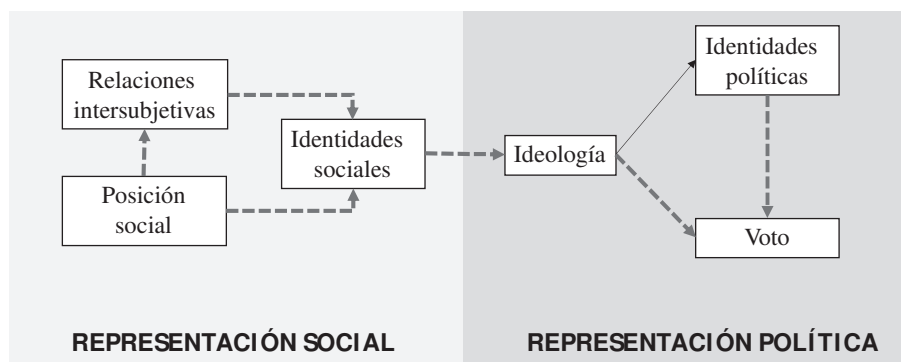 Relaciones
intersubjetivas
Posición
social
Identidades
sociales
Ideología
Identidades
políticas
Voto
REPRESENTACIÓN SOCIAL
REPRESENTACIÓN POLÍTICA